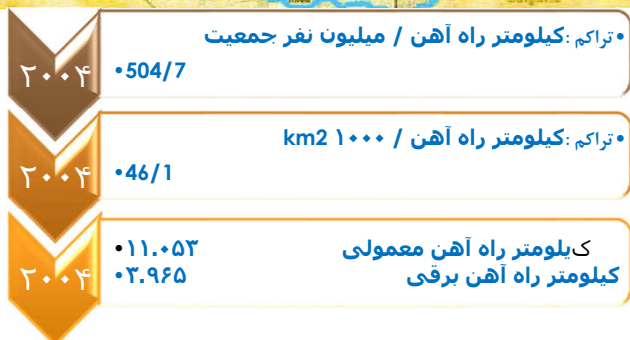 •تراکم :کیلومتر راه آهن / میلیون نفر جمعیت
•504/7
۲۰۰۴
•تراکم :کیلومتر راه آهن / ۱۰۰۰ km2
•46/1
۲۰۰۴
کیلومتر راه آهن معمولی ۱۱.۰۵۳•
کیلومتر راه آهن برقی ۳.۹۶۵•
۲۰۰۴